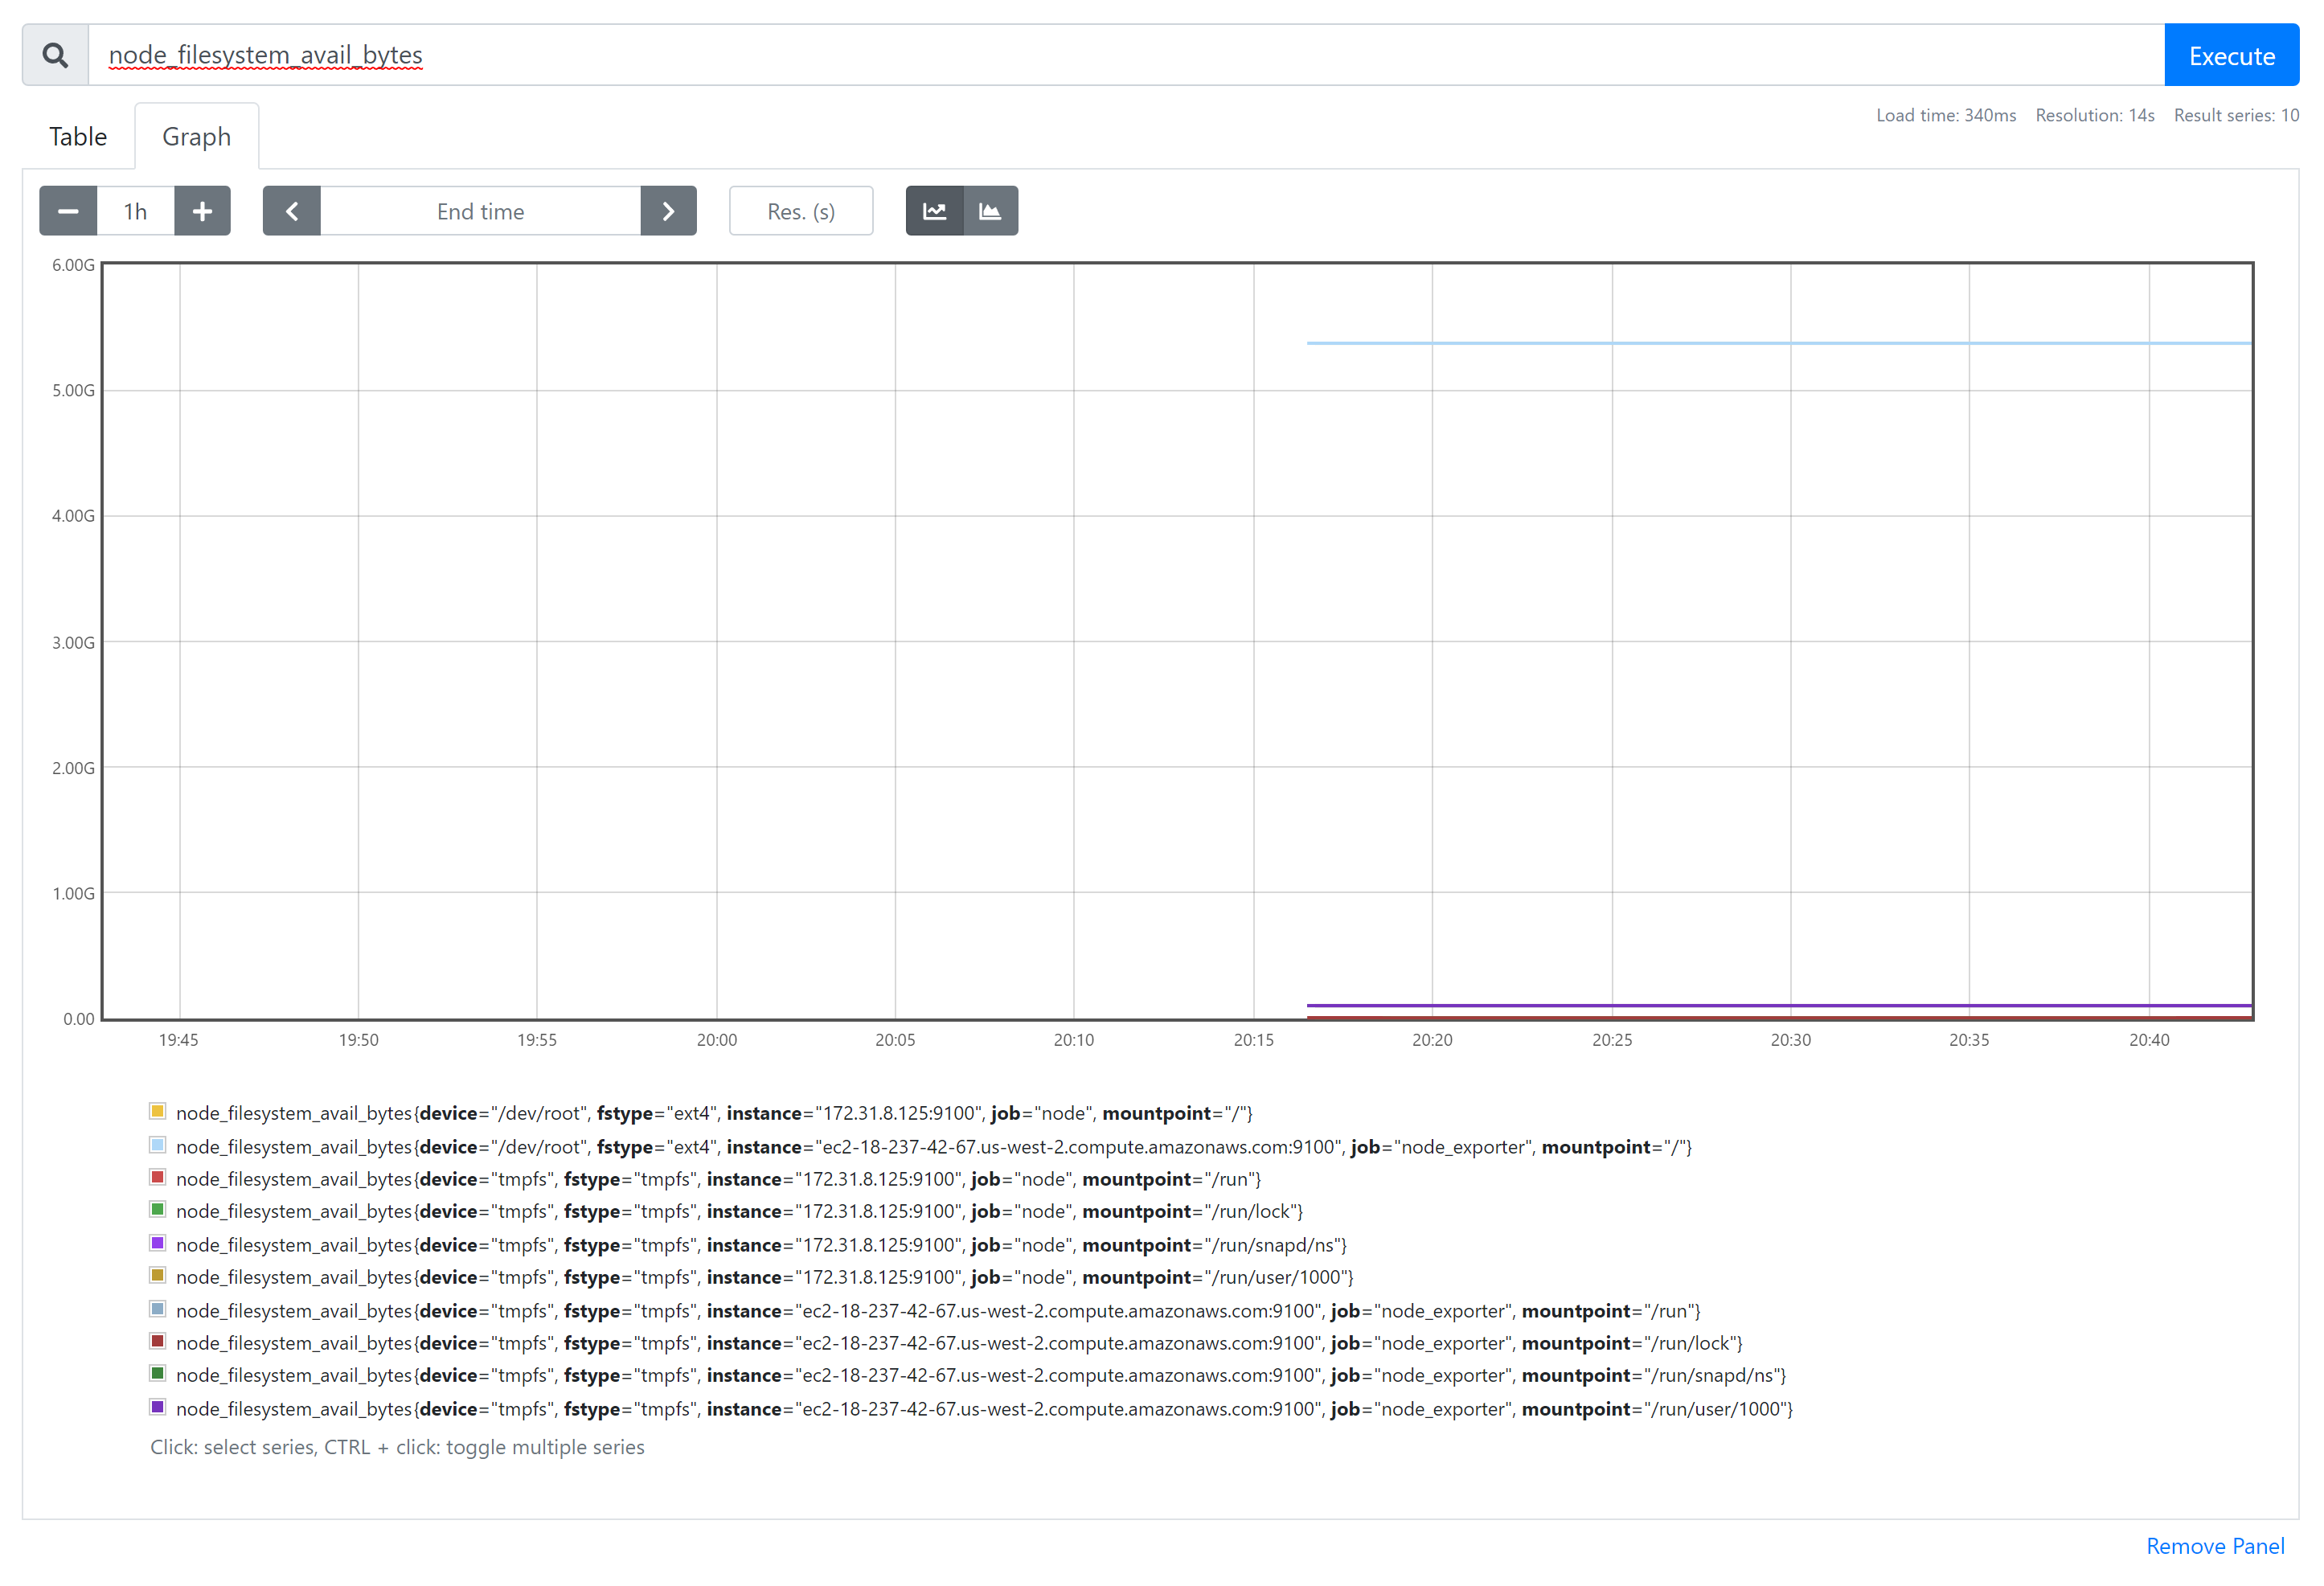 node_filesystem_avail_bytes
Execute
Load time: 340ms Resolution: 14s Result series: 10
Table Graph
1h End time Res. (s)
6.00G
5.00G
4.00G
3.00G
2.00G
1.00G
0.00
19:45 19:50 19:55 20:00 20:05 20:10 20:15 20:20 20:25 20:30 20:35 20:40
node_filesystem_avail_bytes{device="/dev/root", fstype="ext4", instance="172.31.8.125:9100", job="node", mountpoint="/"}
node_filesystem_avail_bytes{device="/dev/root", fstype="ext4", instance="ec2-18-237-42-67.us-west-2.compute.amazonaws.com:9100", job="node_exporter", mountpoint="/"}
node_filesystem_avail_bytes{device="tmpfs", fstype="tmpfs", instance="172.31.8.125:9100", job="node", mountpoint="/run"}
node_filesystem_avail_bytes{device="tmpfs", fstype="tmpfs", instance="172.31.8.125:9100", job="node", mountpoint="/run/lock"}
node_filesystem_avail_bytes{device="tmpfs", fstype="tmpfs", instance="172.31.8.125:9100", job="node", mountpoint="/run/snapd/ns"}
node_filesystem_avail_bytes{device="tmpfs", fstype="tmpfs", instance="172.31.8.125:9100", job="node", mountpoint="/run/user/1000"}
node_filesystem_avail_bytes{device="tmpfs", fstype="tmpfs", instance="ec2-18-237-42-67.us-west-2.compute.amazonaws.com:9100", job="node_exporter", mountpoint="/run"}
node_filesystem_avail_bytes{device="tmpfs", fstype="tmpfs", instance="ec2-18-237-42-67.us-west-2.compute.amazonaws.com:9100", job="node_exporter", mountpoint="/run/lock"}
node_filesystem_avail_bytes{device="tmpfs", fstype="tmpfs", instance="ec2-18-237-42-67.us-west-2.compute.amazonaws.com:9100", job="node_exporter", mountpoint="/run/snapd/ns"}
node_filesystem_avail_bytes{device="tmpfs", fstype="tmpfs", instance="ec2-18-237-42-67.us-west-2.compute.amazonaws.com:9100", job="node_exporter", mountpoint="/run/user/1000"}
Click: select series, CTRL + click: toggle multiple series
Remove Panel